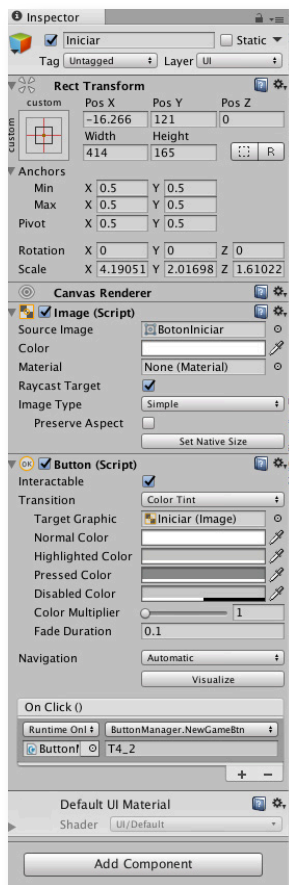 Inspector
Iniciar Static
Tag Untagged Layer UI
Rect Transform
custom Pos X Pos Y Pos Z
custom -16.266 121 0
Width Height
414 165 R
Anchors
Min X 0.5 Y 0.5
Max X 0.5 Y 0.5
Pivot X 0.5 Y 0.5
Rotation X 0 Y 0 Z 0
Scale X 4.19051 Y 2.01698 Z 1.61022
Canvas Renderer
Image (Script)
Source Image BotonIniciar
Color
Material None (Material)
Raycast Target
Image Type Simple
Preserve Aspect
Set Native Size
OK Button (Script)
Interactable
Transition Color Tint
Target Graphic Iniciar (Image)
Normal Color
Highlighted Color
Pressed Color
Disabled Color
Color Multiplier 1
Fade Duration 0.1
Navigation Automatic
Visualize
On Click ()
Runtime Onl ButtonManager.NewGameBtn
Button T4_2
+ −
Default UI Material
Shader UI/Default
Add Component